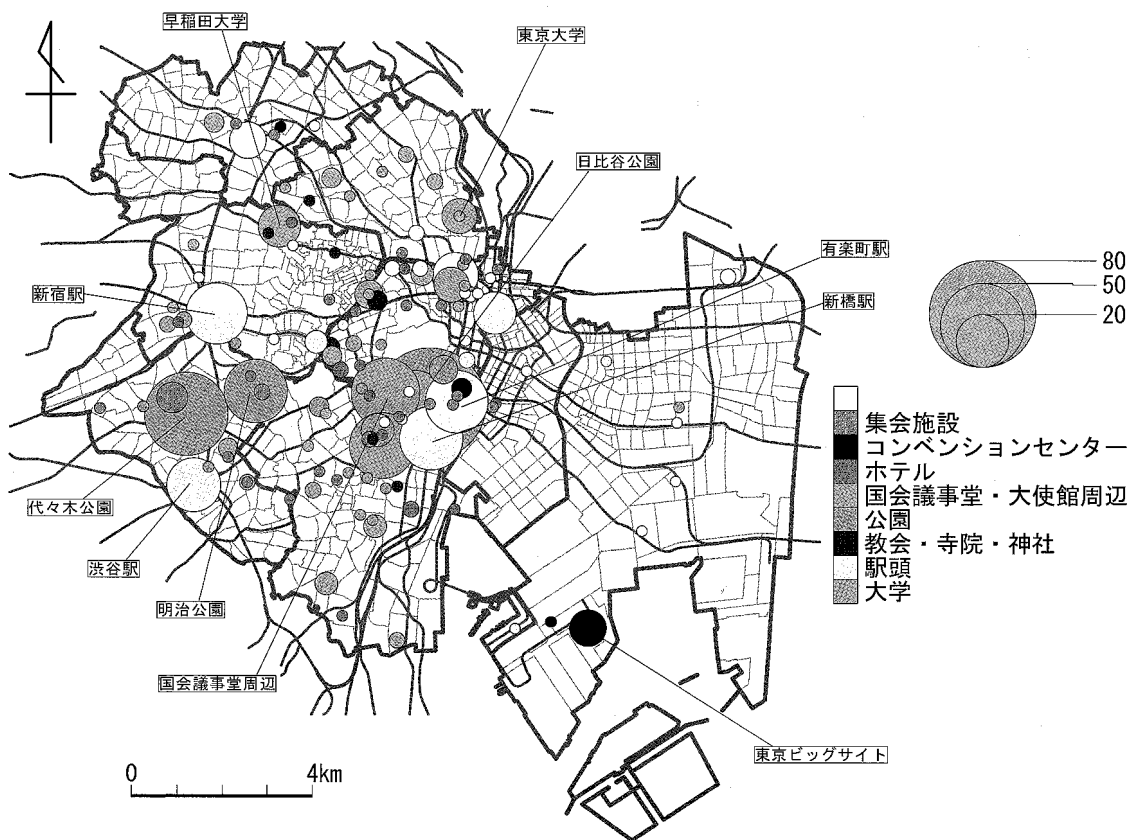 早稲田大学
東京大学
日比谷公園
有楽町駅
新橋駅
新宿駅
80
50
20
集会施設
コンベンションセンター
ホテル
国会議事堂・大使館周辺
公園
教会・寺院・神社
駅頭
大学
代々木公園
渋谷駅
明治公園
国会議事堂周辺
東京ビッグサイト
0 4km